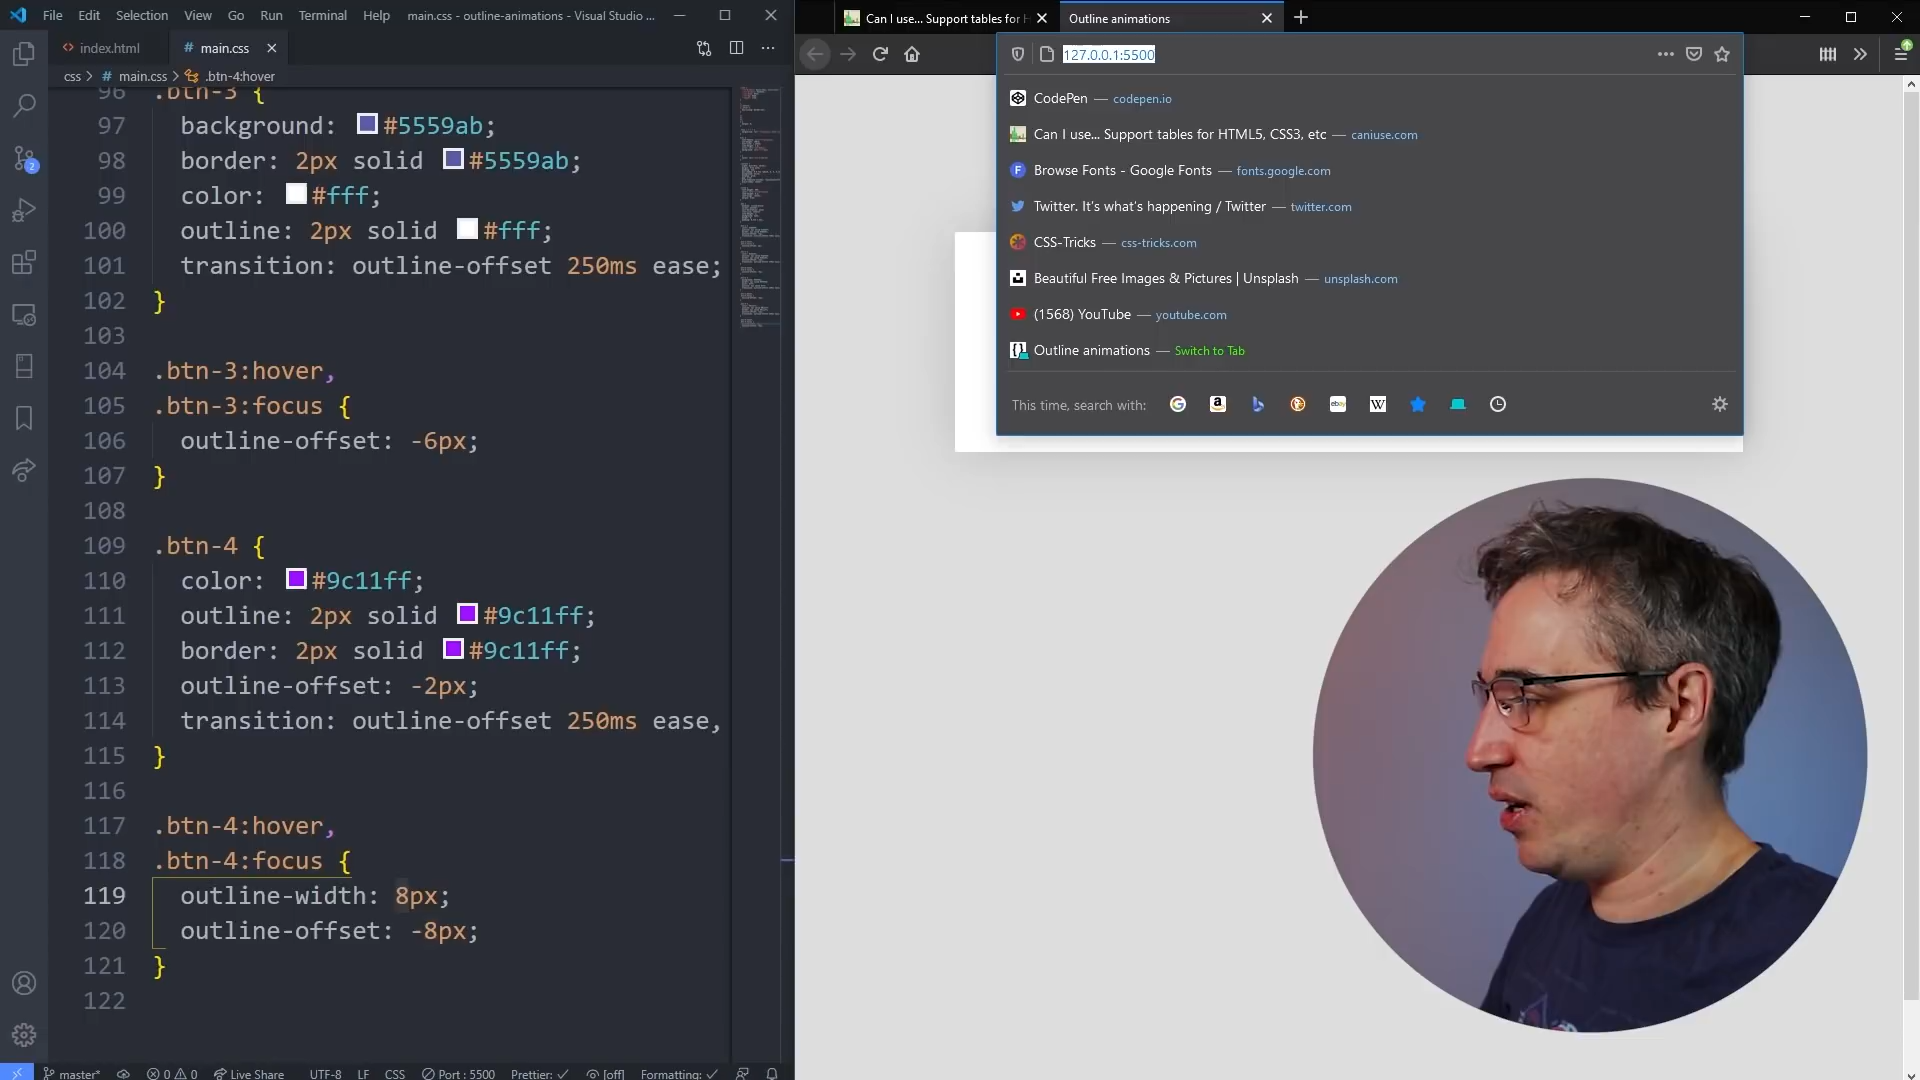 File Edit Selection View Go Run Terminal Help main.css - outline-animations - Visual Studio ...
index.html main.css
css > # main.css > .btn-4:hover
96 .btn-3 {
97 background: #5559ab;
98 border: 2px solid #5559ab;
99 color: #fff;
100 outline: 2px solid #fff;
101 transition: outline-offset 250ms ease;
102 }
103
104 .btn-3:hover,
105 .btn-3:focus {
106 outline-offset: -6px;
107 }
108
109 .btn-4 {
110 color: #9c11ff;
111 outline: 2px solid #9c11ff;
112 border: 2px solid #9c11ff;
113 outline-offset: -2px;
114 transition: outline-offset 250ms ease,
115 }
116
117 .btn-4:hover,
118 .btn-4:focus {
119 outline-width: 8px;
120 outline-offset: -8px;
121 }
122
2
master* 0 0 Live Share UTF-8 LF CSS Port : 5500 Prettier: ✓ [off] Formatting: ✓
Can I use... Support tables for H Outline animations
127.0.0.1:5500
CodePen — codepen.io
Can I use... Support tables for HTML5, CSS3, etc — caniuse.com
Browse Fonts - Google Fonts — fonts.google.com
Twitter. It's what's happening / Twitter — twitter.com
CSS-Tricks — css-tricks.com
Beautiful Free Images & Pictures | Unsplash — unsplash.com
(1568) YouTube — youtube.com
Outline animations — Switch to Tab
This time, search with: